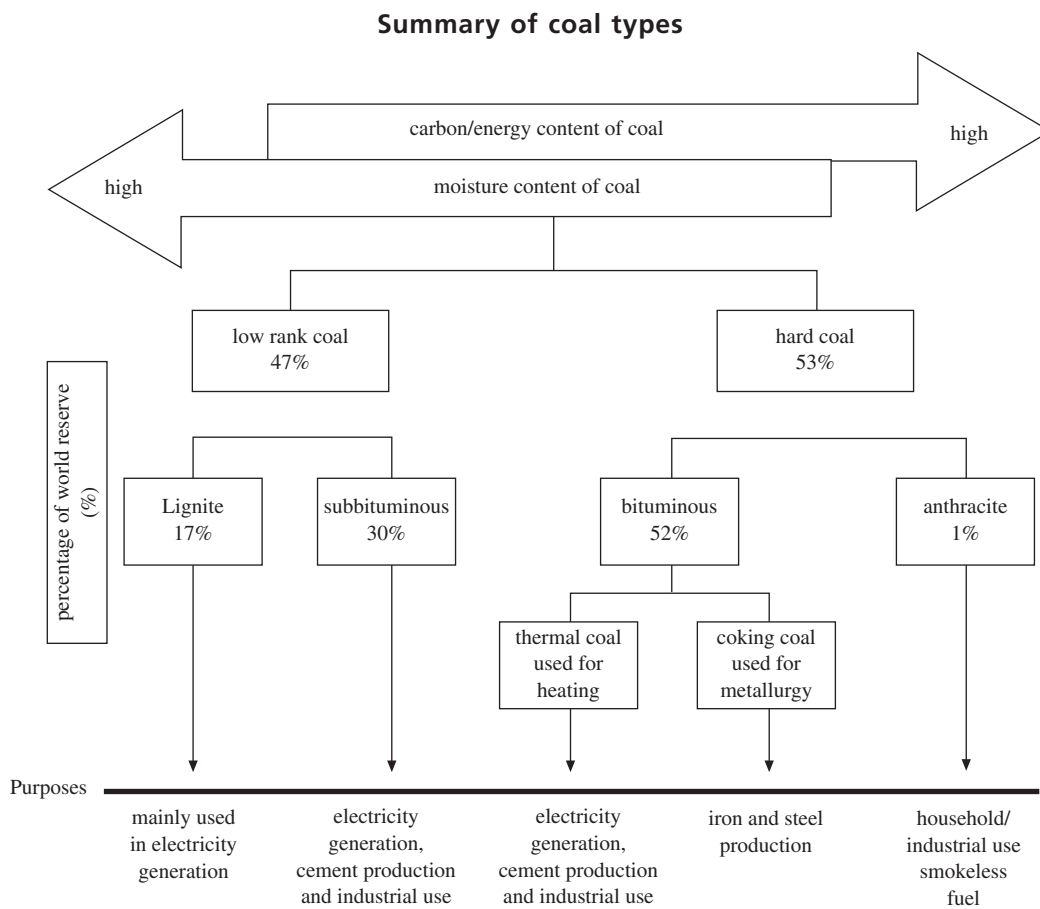 Summary of coal types
carbon/energy content of coal
high
high
moisture content of coal
low rank coal
47%
hard coal
53%
percentage of world reserve
(%)
Lignite
17%
subbituminous
30%
bituminous
52%
anthracite
1%
thermal coal
used for
heating
coking coal
used for
metallurgy
Purposes
mainly used
in electricity
generation
electricity
generation,
cement production
and industrial use
electricity
generation,
cement production
and industrial use
iron and steel
production
household/
industrial use
smokeless
fuel